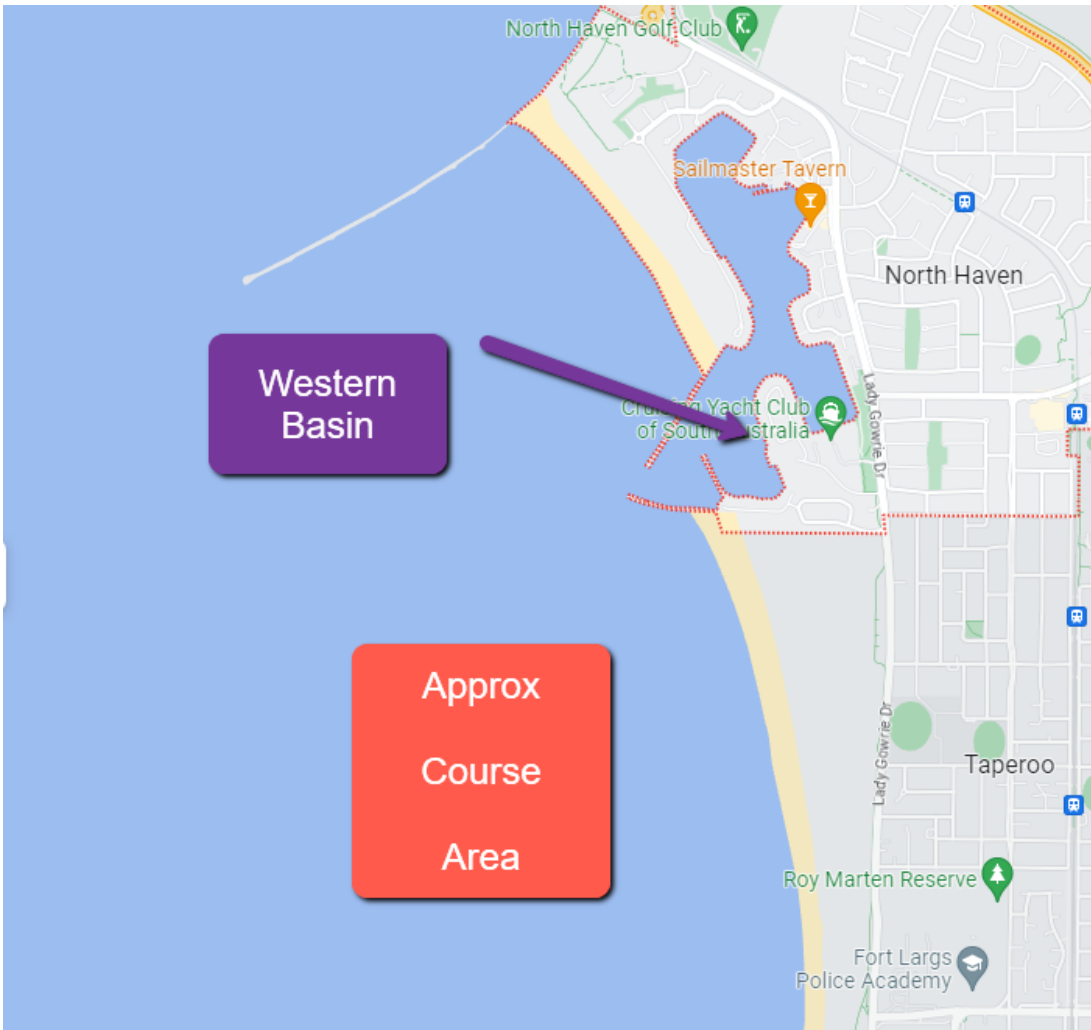 North Haven Golf Club
Sailmaster Tavern
North Haven
Western
Basin
Lady Gowrie Dr
Cruising Yacht Club
of South Australia
Approx
Course
Area
Lady Gowrie Dr
Taperoo
Roy Marten Reserve
Fort Largs
Police Academy